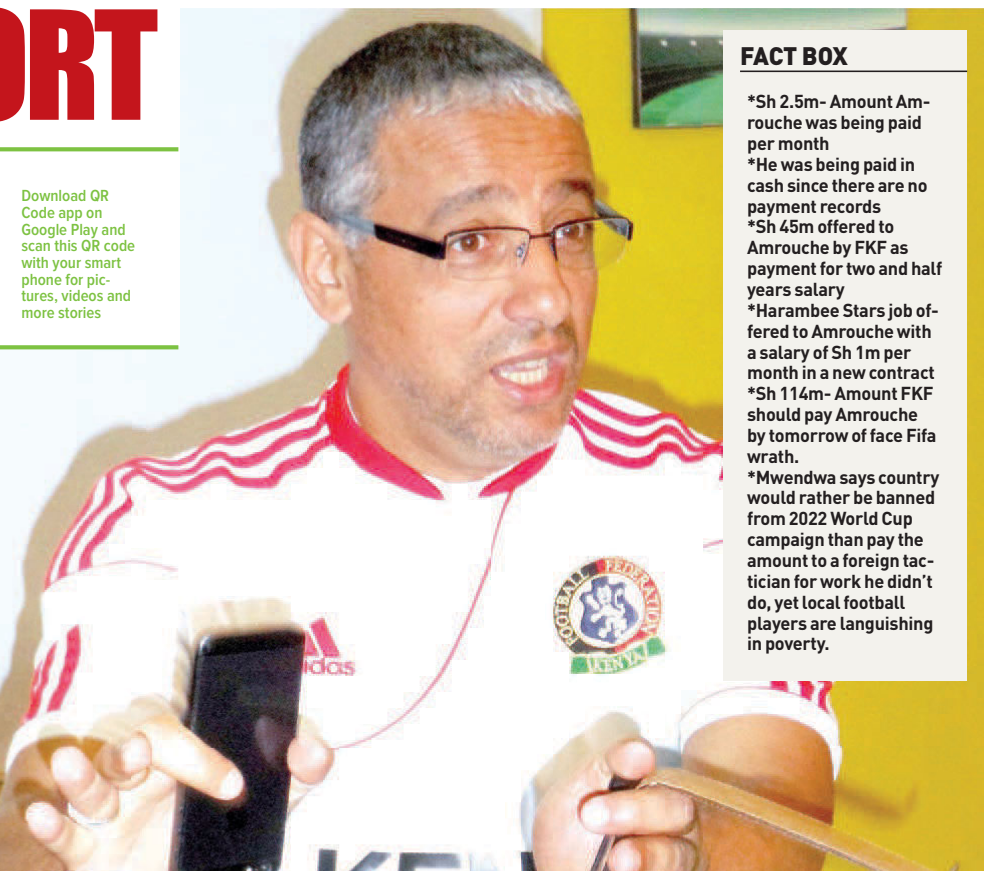 ORT
Download QR
Code app on
Google Play and
scan this QR code
with your smart
phone for pic-
tures, videos and
more stories
FOOTBALL FEDERATION
KENYA
adidas
KEN
FACT BOX
*Sh 2.5m- Amount Am-
rouche was being paid
per month
*He was being paid in
cash since there are no
payment records
*Sh 45m offered to
Amrouche by FKF as
payment for two and half
years salary
*Harambee Stars job of-
fered to Amrouche with
a salary of Sh 1m per
month in a new contract
*Sh 114m- Amount FKF
should pay Amrouche
by tomorrow of face Fifa
wrath.
*Mwendwa says country
would rather be banned
from 2022 World Cup
campaign than pay the
amount to a foreign tac-
tician for work he didn't
do, yet local football
players are languishing
in poverty.